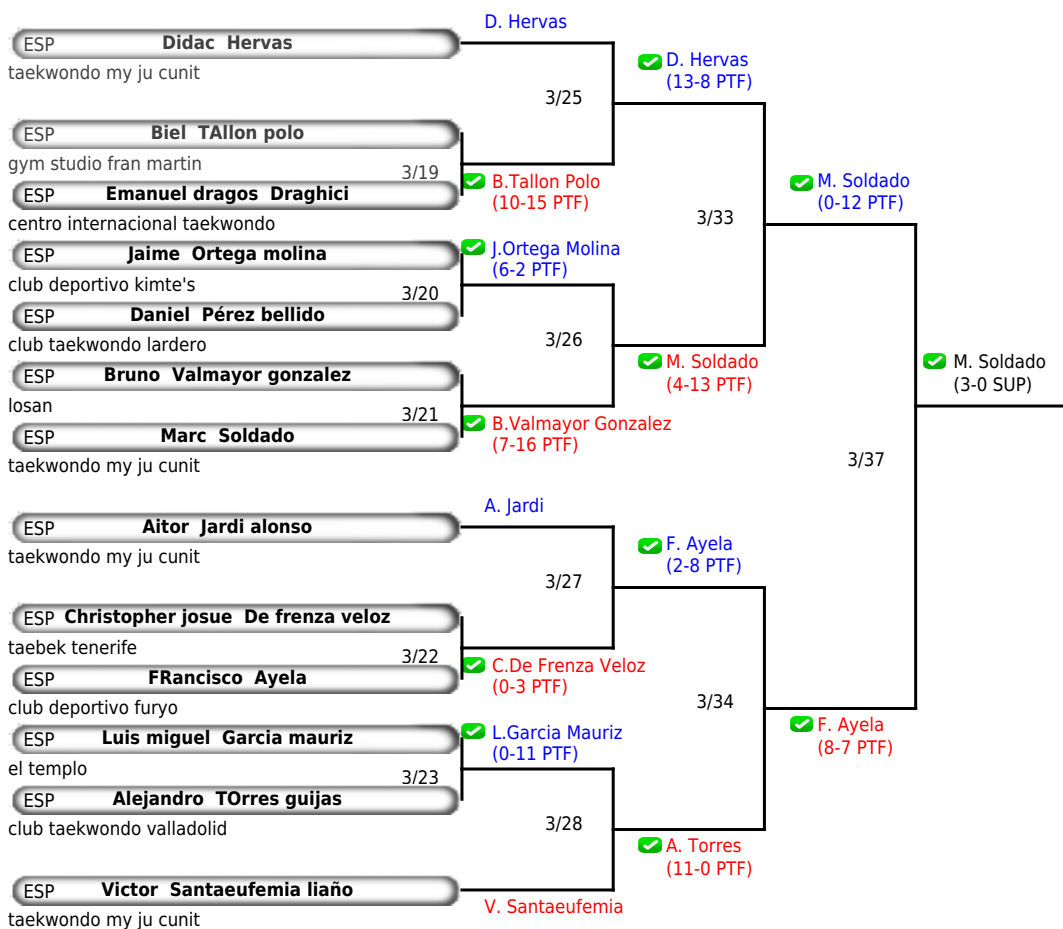 D. Hervas
ESP Didac Hervas
taekwondo my ju cunit
D. Hervas
(13-8 PTF)
3/25
ESP Biel TAllon polo
gym studio fran martin
3/19
B.Tallon Polo
(10-15 PTF)
ESP Emanuel dragos Draghici
centro internacional taekwondo
M. Soldado
(0-12 PTF)
3/33
ESP Jaime Ortega molina
club deportivo kimte's
J.Ortega Molina
(6-2 PTF)
3/20
ESP Daniel Pérez bellido
club taekwondo lardero
3/26
M. Soldado
(4-13 PTF)
M. Soldado
(3-0 SUP)
ESP Bruno Valmayor gonzalez
losan
3/21
B.Valmayor Gonzalez
(7-16 PTF)
ESP Marc Soldado
taekwondo my ju cunit
3/37
A. Jardi
ESP Aitor Jardi alonso
taekwondo my ju cunit
F. Ayela
(2-8 PTF)
3/27
ESP Christopher josue De frenza veloz
taebek tenerife
3/22
C.De Frenza Veloz
(0-3 PTF)
ESP FRancisco Ayela
club deportivo furyo
3/34
F. Ayela
(8-7 PTF)
ESP Luis miguel Garcia mauriz
el templo
L.Garcia Mauriz
(0-11 PTF)
3/23
ESP Alejandro TOrres guijas
club taekwondo valladolid
3/28
A. Torres
(11-0 PTF)
ESP Victor Santaeufemia liaño
taekwondo my ju cunit
V. Santaeufemia